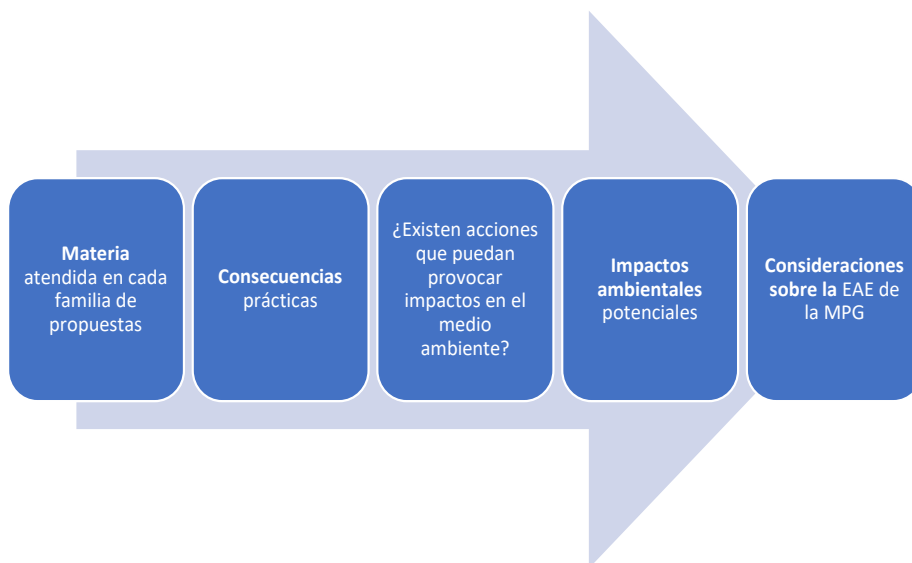 Materia
atendida en cada
familia de
propuestas
Consecuencias
prácticas
¿Existen acciones
que puedan
provocar
impactos en el
medio
ambiente?
Impactos
ambientales
potenciales
Consideraciones
sobre la EAE de
la MPG